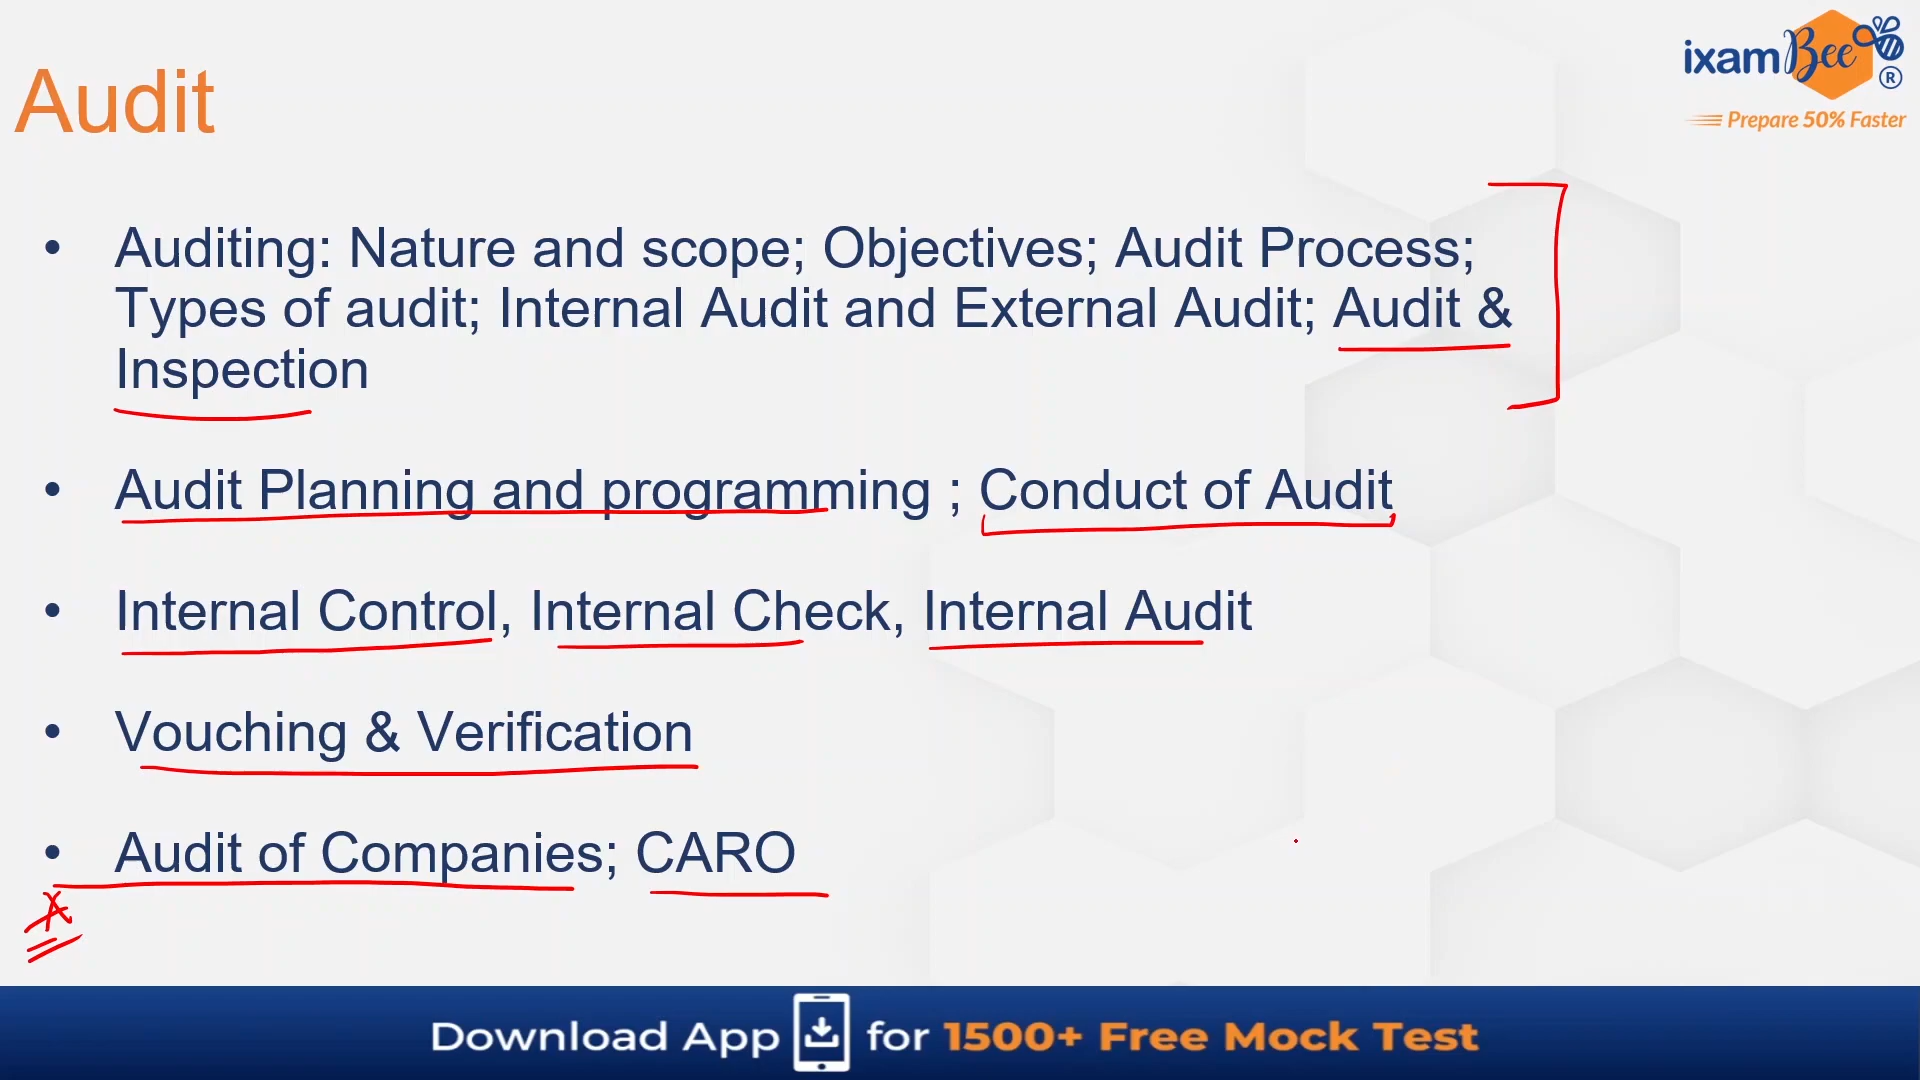 ixamBee®
Prepare 50% Faster
Audit
• Auditing: Nature and scope; Objectives; Audit Process;
Types of audit; Internal Audit and External Audit; Audit &
Inspection
• Audit Planning and programming ; Conduct of Audit
• Internal Control, Internal Check, Internal Audit
• Vouching & Verification
• Audit of Companies; CARO
Download App for 1500+ Free Mock Test